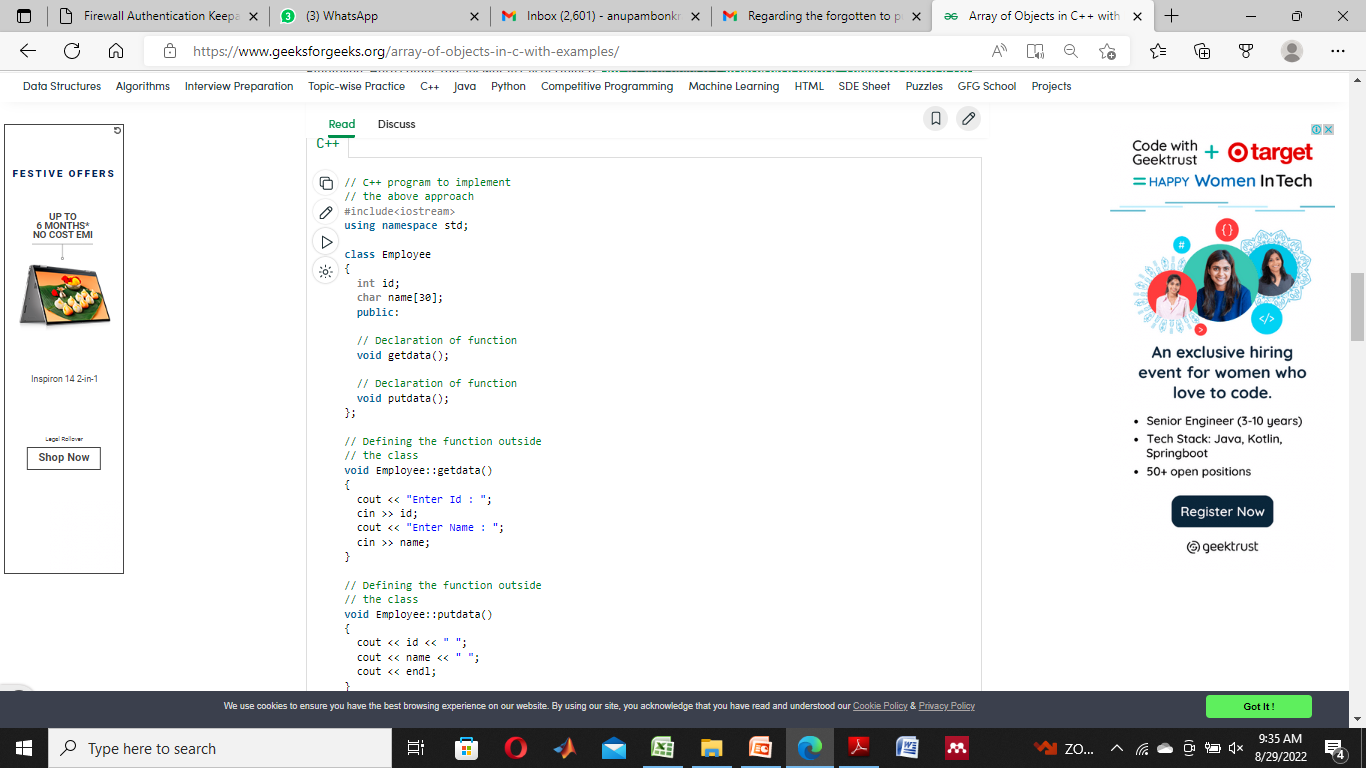 Firewall Authentication Keepa
(3) WhatsApp
Inbox (2,601) - anupambonkr
Regarding the forgotten to p
Array of Objects in C++ with
https://www.geeksforgeeks.org/array-of-objects-in-c-with-examples/
Data Structures Algorithms Interview Preparation Topic-wise Practice C++ Java Python Competitive Programming Machine Learning HTML SDE Sheet Puzzles GFG School Projects
Read Discuss
C++
// C++ program to implement
// the above approach
#include<iostream>
using namespace std;
class Employee
{
int id;
char name[30];
public:
// Declaration of function
void getdata();
// Declaration of function
void putdata();
};
// Defining the function outside
// the class
void Employee::getdata()
{
cout << "Enter Id : ";
cin >> id;
cout << "Enter Name : ";
cin >> name;
}
// Defining the function outside
// the class
void Employee::putdata()
{
cout << id << " ";
cout << name << " ";
cout << endl;
}
FESTIVE OFFERS
UP TO
6 MONTHS*
NO COST EMI
Inspiron 14 2-in-1
Legal Rollover
Shop Now
Code with
Geektrust + target
= HAPPY Women In Tech
{}
#
</>
>
An exclusive hiring
event for women who
love to code.
• Senior Engineer (3-10 years)
• Tech Stack: Java, Kotlin,
Springboot
• 50+ open positions
Register Now
geektrust
We use cookies to ensure you have the best browsing experience on our website. By using our site, you acknowledge that you have read and understood our Cookie Policy & Privacy Policy
Got It !
Type here to search
ZO...
9:35 AM
8/29/2022
4